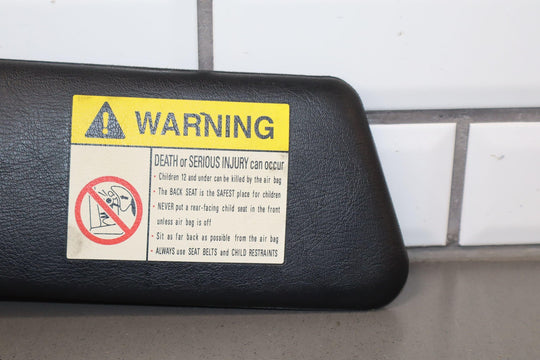 WARNING
DEATH or SERIOUS INJURY can occur
· Children 12 and under can be killed by the air bag
· The BACK SEAT is the SAFEST place for children
· NEVER put a rear-facing child seat in the front
unless air bag is off
· Sit as far back as possible from the air bag
· ALWAYS use SEAT BELTS and CHILD RESTRAINTS